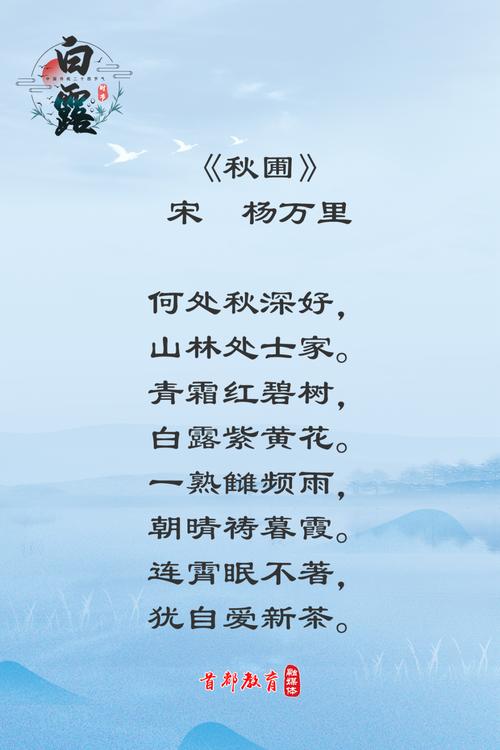 白露
中国传统二十四节气
《秋圃》
宋 杨万里
何处秋深好，
山林处士家。
青霜红碧树，
白露紫黄花。
一熟雠频雨，
朝晴祷暮霞。
连霄眠不著，
犹自爱新茶。
首都教育
融媒体